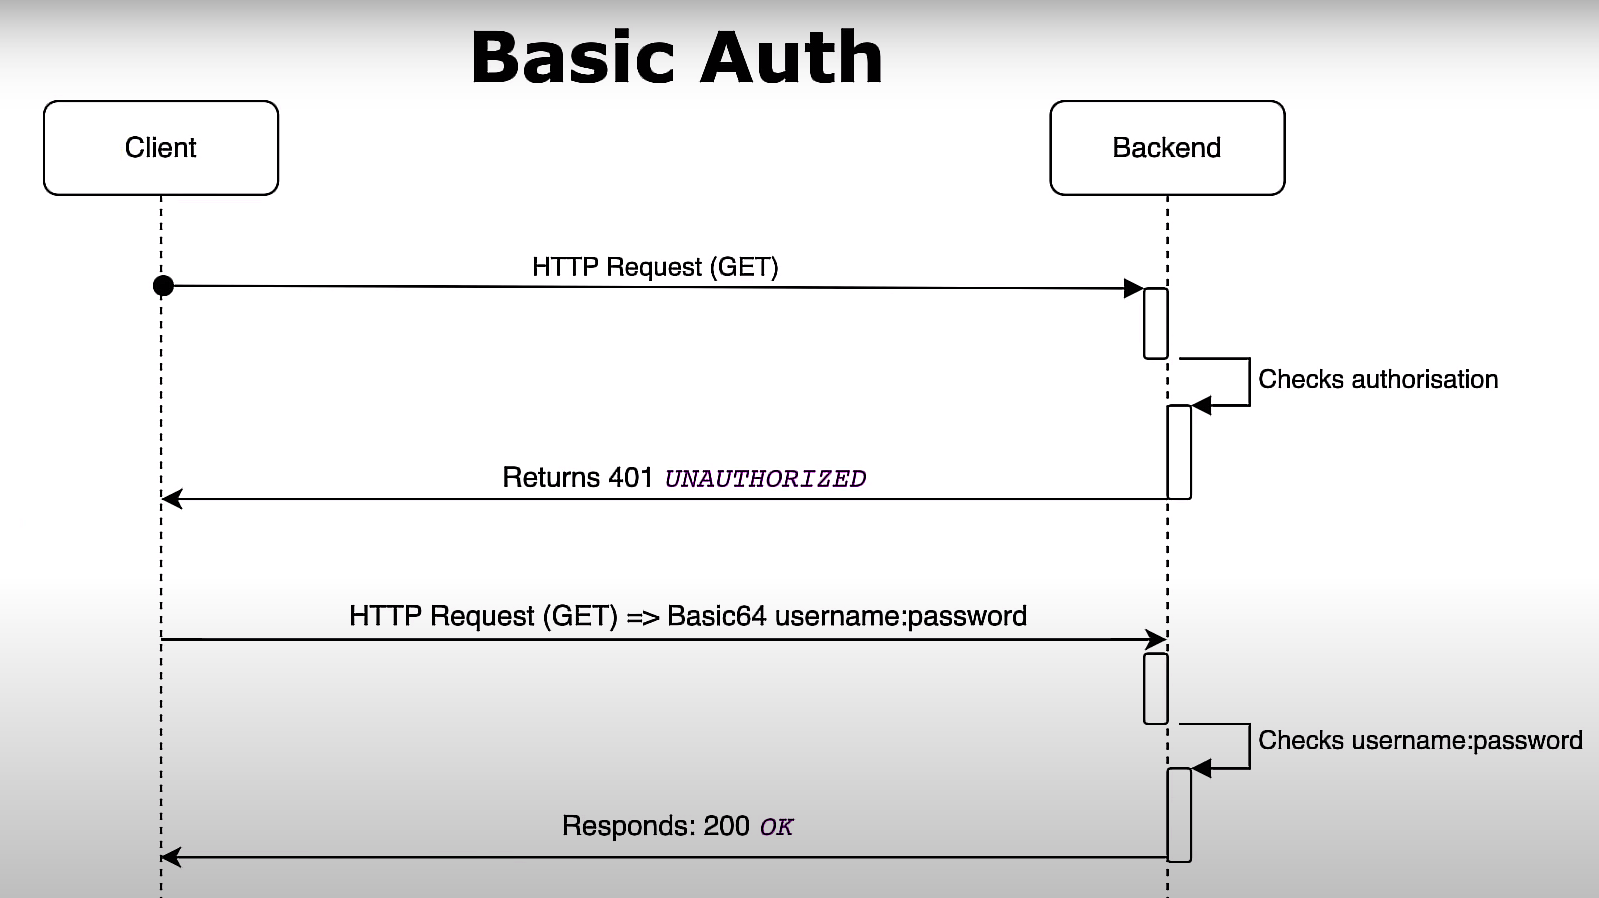 Basic Auth
Client
Backend
HTTP Request (GET)
Checks authorisation
Returns 401 UNAUTHORIZED
HTTP Request (GET) => Basic64 username:password
Checks username:password
Responds: 200 OK